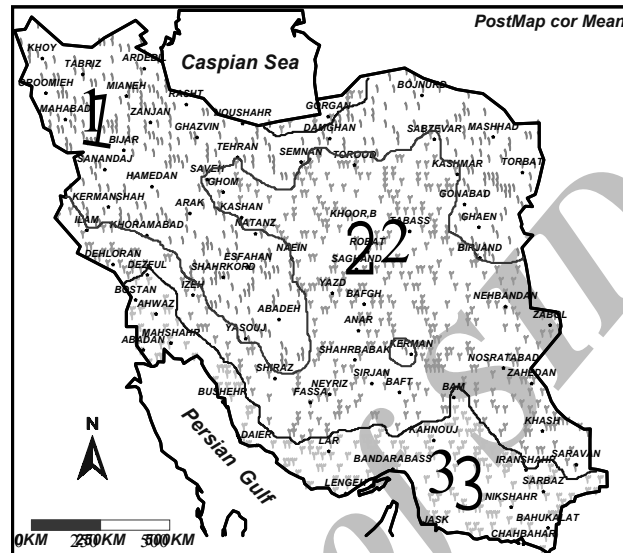 PostMap cor Mean
Caspian Sea
KHOY
TABRIZ
ARDEBIL
OROOMIEH
MIANEH
MAHABAD
1
ZANJAN
RASHT
NOUSHAHR
GORGAN
BOJNURD
BIJAR
GHAZVIN
DAMGHAN
SABZEVAR
MASHHAD
SANANDAJ
TEHRAN
SEMNAN
TOROOD
HAMEDAN
SAVEH
GHOM
KASHMAR
TORBAT
KERMANSHAH
ARAK
KASHAN
GONABAD
ILAM
KHORAMABAD
NATANZ
KHOOR,B
TABASS
GHAEN
DEHLORAN
DEZFUL
ESFAHAN
NAEIN
ROBAT
22
BIRJAND
SHAHRKORD
SAGHAND
BOSTAN
IZEH
YAZD
AHWAZ
ABADEH
BAFGH
NEHBANDAN
MAHSHAHR
YASOUJ
ANAR
ZABUL
ABADAN
SHAHRBABAK
KERMAN
SHIRAZ
NOSRATABAD
BUSHEHR
NEYRIZ
SIRJAN
ZAHEDAN
FASSA
BAFT
BAM
N
Persian Gulf
DAIER
LAR
KAHNOUJ
KHASH
BANDARABASS
IRANSHAHR
SARAVAN
LENGEH
33
SARBAZ
NIKSHAHR
JASK
BAHUKALAT
CHAHBAHAR
0KM 250KM 500KM
of SID